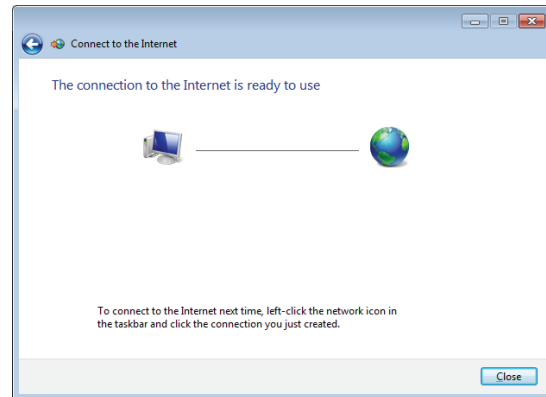 Connect to the Internet
The connection to the Internet is ready to use
To connect to the Internet next time, left-click the network icon in
the taskbar and click the connection you just created.
Close